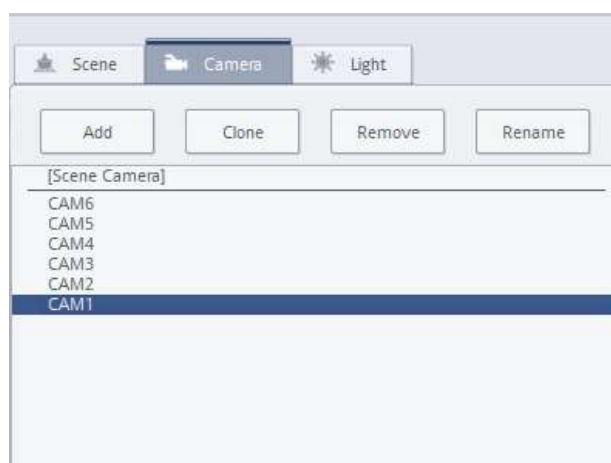 Scene Camera Light
Add Clone Remove Rename
[Scene Camera]
CAM6
CAM5
CAM4
CAM3
CAM2
CAM1